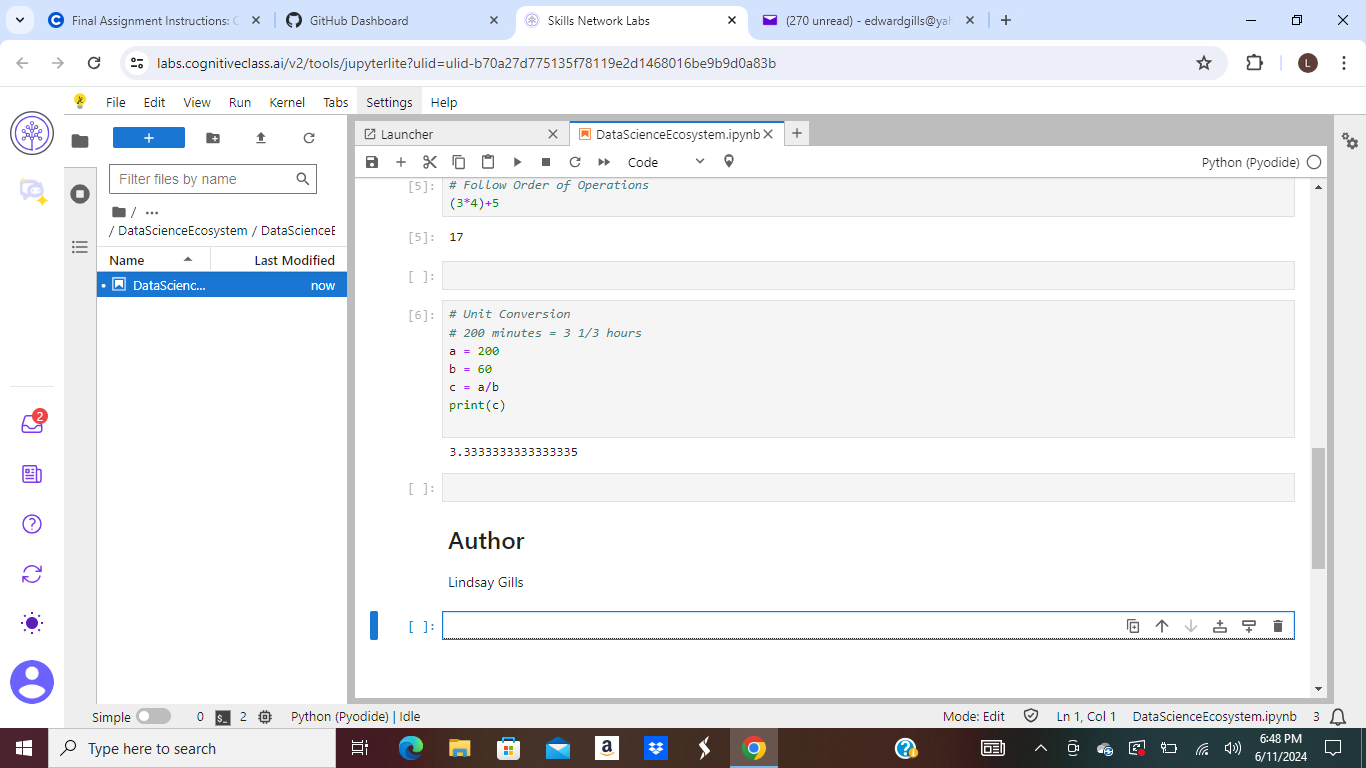 Final Assignment Instructions: C
GitHub Dashboard
Skills Network Labs
(270 unread) - edwardgills@yah
labs.cognitiveclass.ai/v2/tools/jupyterlite?ulid=ulid-b70a27d775135f78119e2d1468016be9b9d0a83b
L
File Edit View Run Kernel Tabs Settings Help
Launcher
DataScienceEcosystem.ipynb
Code
Python (Pyodide)
Filter files by name
/ ...
/ DataScienceEcosystem / DataScienceE
Name Last Modified
DataScienc... now
2
[5]: # Follow Order of Operations
(3*4)+5
[5]: 17
[ ]:
[6]: # Unit Conversion
# 200 minutes = 3 1/3 hours
a = 200
b = 60
c = a/b
print(c)
3.3333333333333335
[ ]:
Author
Lindsay Gills
[ ]:
Simple 0 $_ 2 Python (Pyodide) | Idle Mode: Edit Ln 1, Col 1 DataScienceEcosystem.ipynb 3
Type here to search
a
6:48 PM
6/11/2024